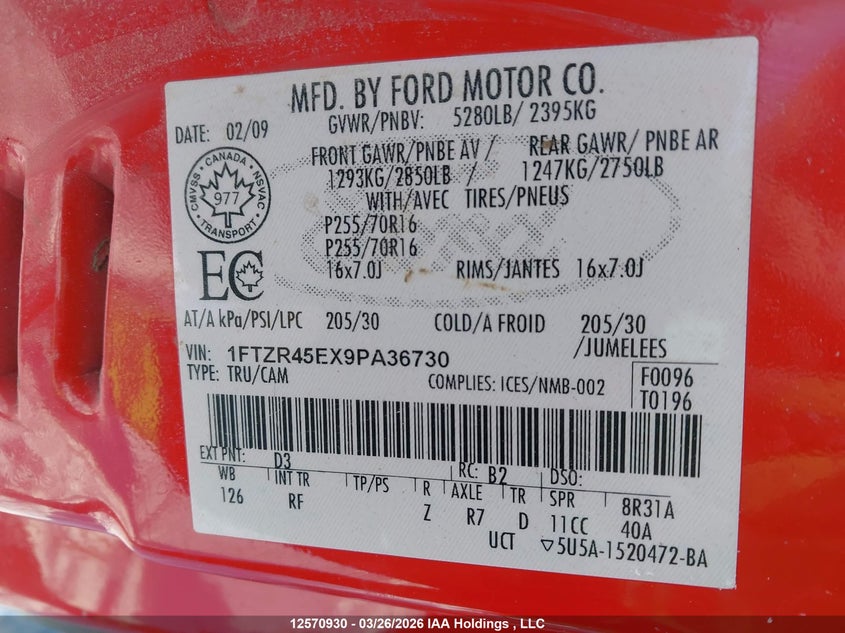 MFD. BY FORD MOTOR CO.
DATE: 02/09
GVWR/PNBV: 5280LB/ 2395KG
FRONT GAWR/PNBE AV / REAR GAWR/ PNBE AR
1293KG/2850LB / 1247KG/2750LB
WITH/AVEC TIRES/PNEUS
CMVSS · CANADA · NSVAC
977
TRANSPORT
P255/70R16
P255/70R16
16x7.0J RIMS/JANTES 16x7.0J
EC
AT/A kPa/PSI/LPC 205/30 COLD/A FROID 205/30
/JUMELEES
VIN: 1FTZR45EX9PA36730
TYPE: TRU/CAM
COMPLIES: ICES/NMB-002
F0096
T0196
EXT PNT: D3 RC: B2 DSO:
WB INT TR TP/PS R AXLE TR SPR 8R31A
126 RF Z R7 D 11CC 40A
UCT ▽5U5A-1520472-BA
12570930 - 03/26/2026 IAA Holdings , LLC